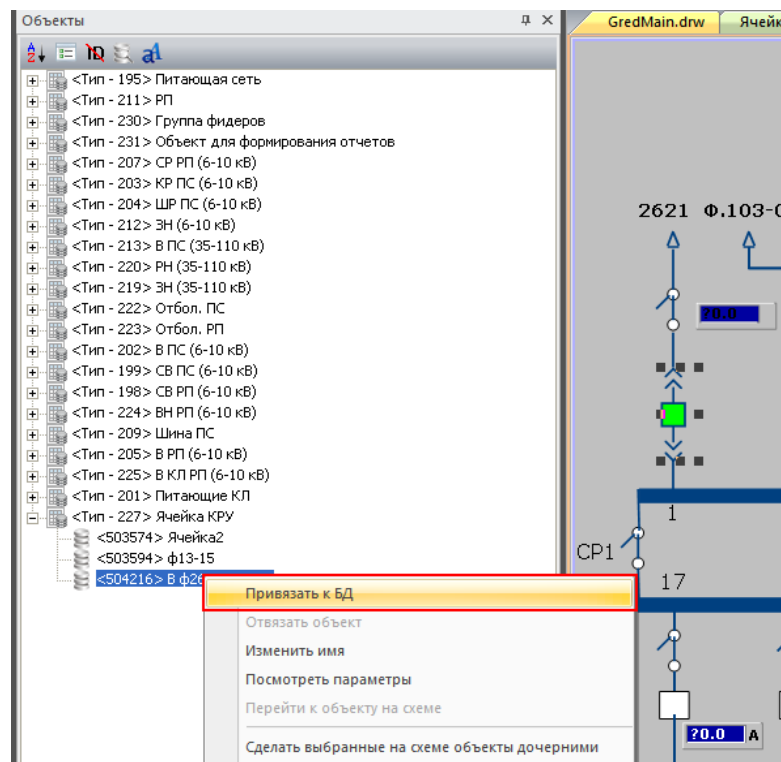 Объекты
GredMain.drw
Ячейк
<Тип - 195> Питающая сеть
<Тип - 211> РП
<Тип - 230> Группа фидеров
<Тип - 231> Объект для формирования отчетов
<Тип - 207> СР РП (6-10 кВ)
<Тип - 203> КР ПС (6-10 кВ)
<Тип - 204> ШР ПС (6-10 кВ)
<Тип - 212> ЗН (6-10 кВ)
<Тип - 213> В ПС (35-110 кВ)
<Тип - 220> РН (35-110 кВ)
<Тип - 219> ЗН (35-110 кВ)
<Тип - 222> Отбол. ПС
<Тип - 223> Отбол. РП
<Тип - 202> В ПС (6-10 кВ)
<Тип - 199> СВ ПС (6-10 кВ)
<Тип - 198> СВ РП (6-10 кВ)
<Тип - 224> ВН РП (6-10 кВ)
<Тип - 209> Шина ПС
<Тип - 205> В РП (6-10 кВ)
<Тип - 225> В КЛ РП (6-10 кВ)
<Тип - 201> Питающие КЛ
<Тип - 227> Ячейка КРУ
<503574> Ячейка2
<503594> ф13-15
<504216> В ф26
Привязать к БД
Отвязать объект
Изменить имя
Посмотреть параметры
Перейти к объекту на схеме
Сделать выбранные на схеме объекты дочерними
2621 Ф.103-
?0.0
1
СР1
17
?0.0 А